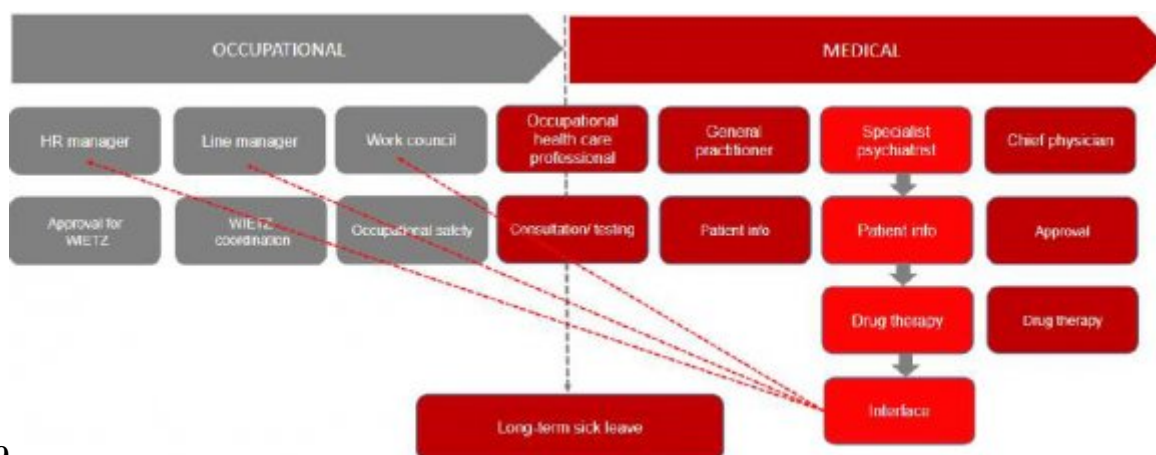 OCCUPATIONAL
MEDICAL
HR manager
Line manager
Work council
Occupational
health care
professional
General
practitioner
Specialist
psychiatrist
Chief physician
Approval for
WIETZ
WIETZ
coordination
Occupational safety
Consultation/ testing
Patient info
Patient info
Approval
Drug therapy
Drug therapy
Interface
Long-term sick leave